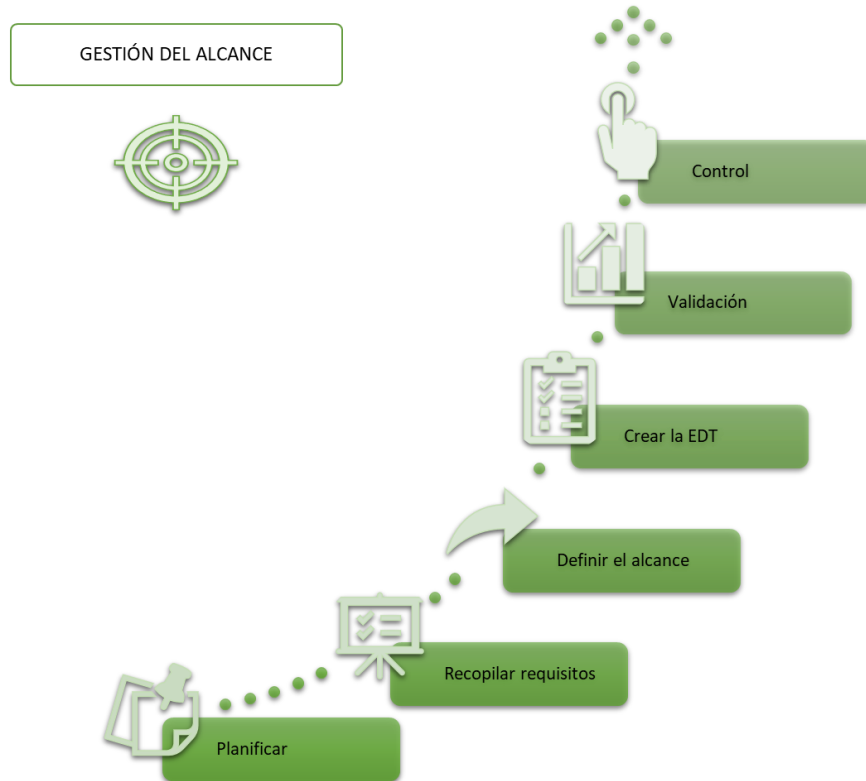 GESTIÓN DEL ALCANCE
Control
Validación
Crear la EDT
Definir el alcance
Recopilar requisitos
Planificar